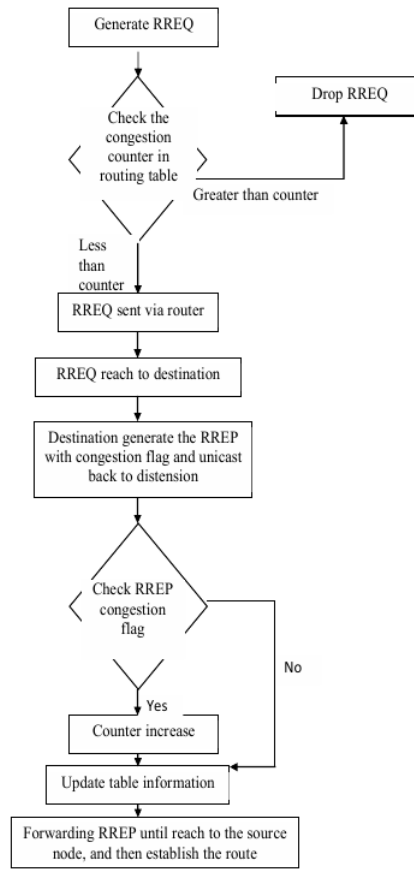 Generate RREQ
Drop RREQ
Check the
congestion
counter in
routing table
Greater than counter
Less
than
counter
RREQ sent via router
RREQ reach to destination
Destination generate the RREP
with congestion flag and unicast
back to distension
Check RREP
congestion
flag
No
Yes
Counter increase
Update table information
Forwarding RREP until reach to the source
node, and then establish the route